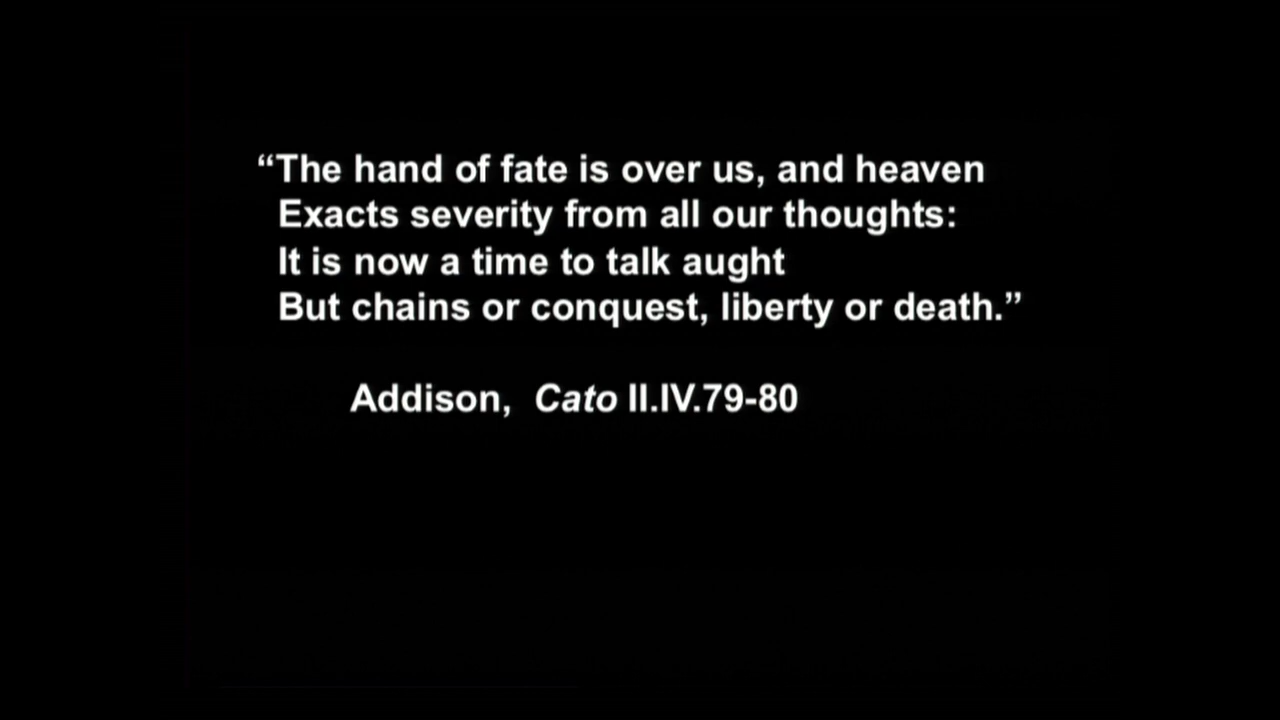 “The hand of fate is over us, and heaven
Exacts severity from all our thoughts:
It is now a time to talk aught
But chains or conquest, liberty or death.”
Addison, Cato II.IV.79-80